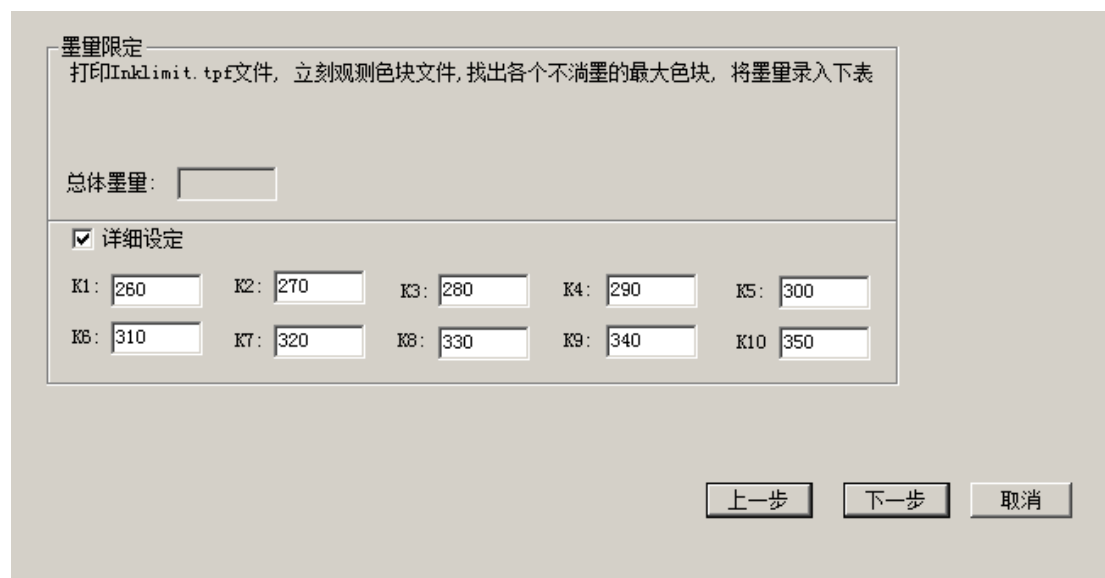 墨里限定
打印Inklimit.tpf文件, 立刻观测色块文件,找出各个不淌墨的最大色块, 将墨里录入下表
总体墨里:
详细设定
K1: 260 K2: 270 K3: 280 K4: 290 K5: 300
K6: 310 K7: 320 K8: 330 K9: 340 K10 350
上一步 下一步 取消